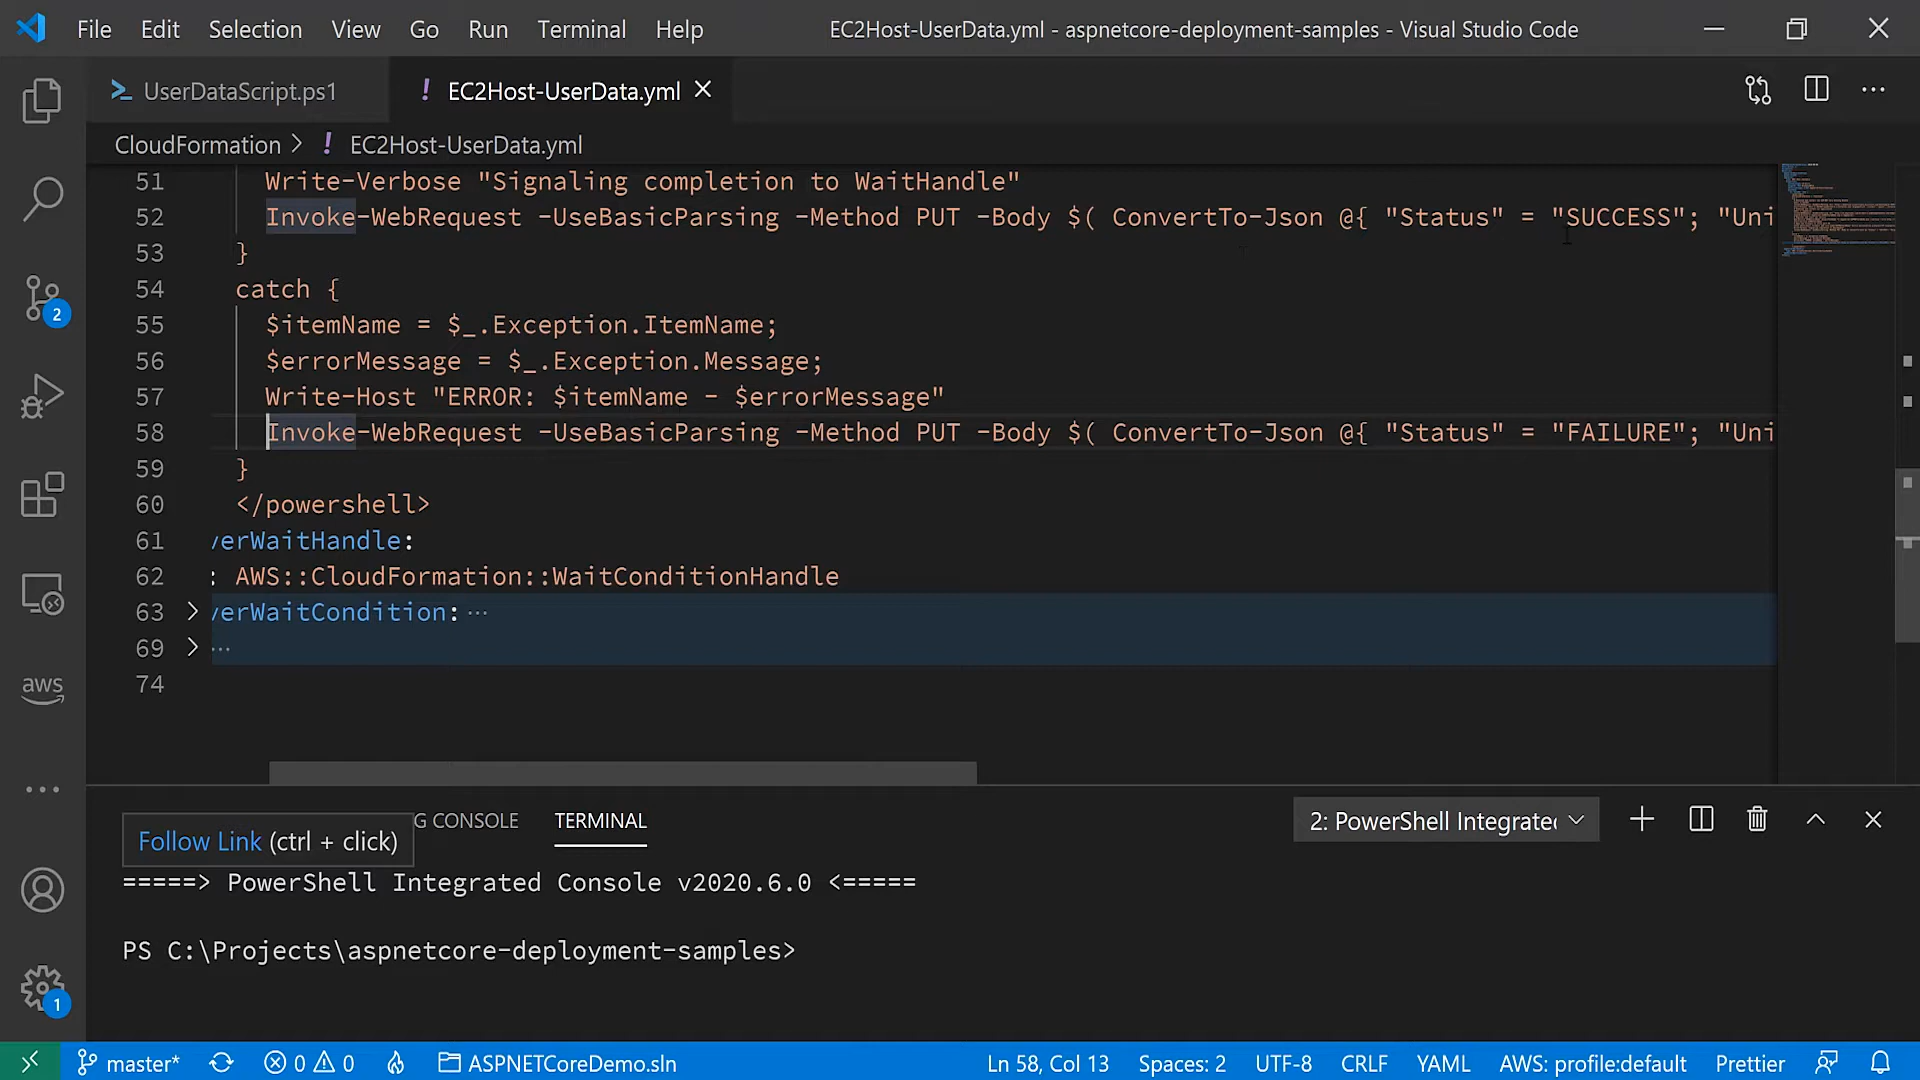 File Edit Selection View Go Run Terminal Help EC2Host-UserData.yml - aspnetcore-deployment-samples - Visual Studio Code
UserDataScript.ps1 ! EC2Host-UserData.yml
CloudFormation > ! EC2Host-UserData.yml
51 Write-Verbose "Signaling completion to WaitHandle"
52 Invoke-WebRequest -UseBasicParsing -Method PUT -Body $( ConvertTo-Json @{ "Status" = "SUCCESS"; "Uni
53 }
54 catch {
55 $itemName = $_.Exception.ItemName;
56 $errorMessage = $_.Exception.Message;
57 Write-Host "ERROR: $itemName - $errorMessage"
58 Invoke-WebRequest -UseBasicParsing -Method PUT -Body $( ConvertTo-Json @{ "Status" = "FAILURE"; "Uni
59 }
60 </powershell>
61 verWaitHandle:
62 : AWS::CloudFormation::WaitConditionHandle
63 verWaitCondition: ···
69 ···
74
2
aws
1
Follow Link (ctrl + click) G CONSOLE TERMINAL 2: PowerShell Integrate
=====> PowerShell Integrated Console v2020.6.0 <=====
PS C:\Projects\aspnetcore-deployment-samples>
master* 0 0 ASPNETCoreDemo.sln Ln 58, Col 13 Spaces: 2 UTF-8 CRLF YAML AWS: profile:default Prettier